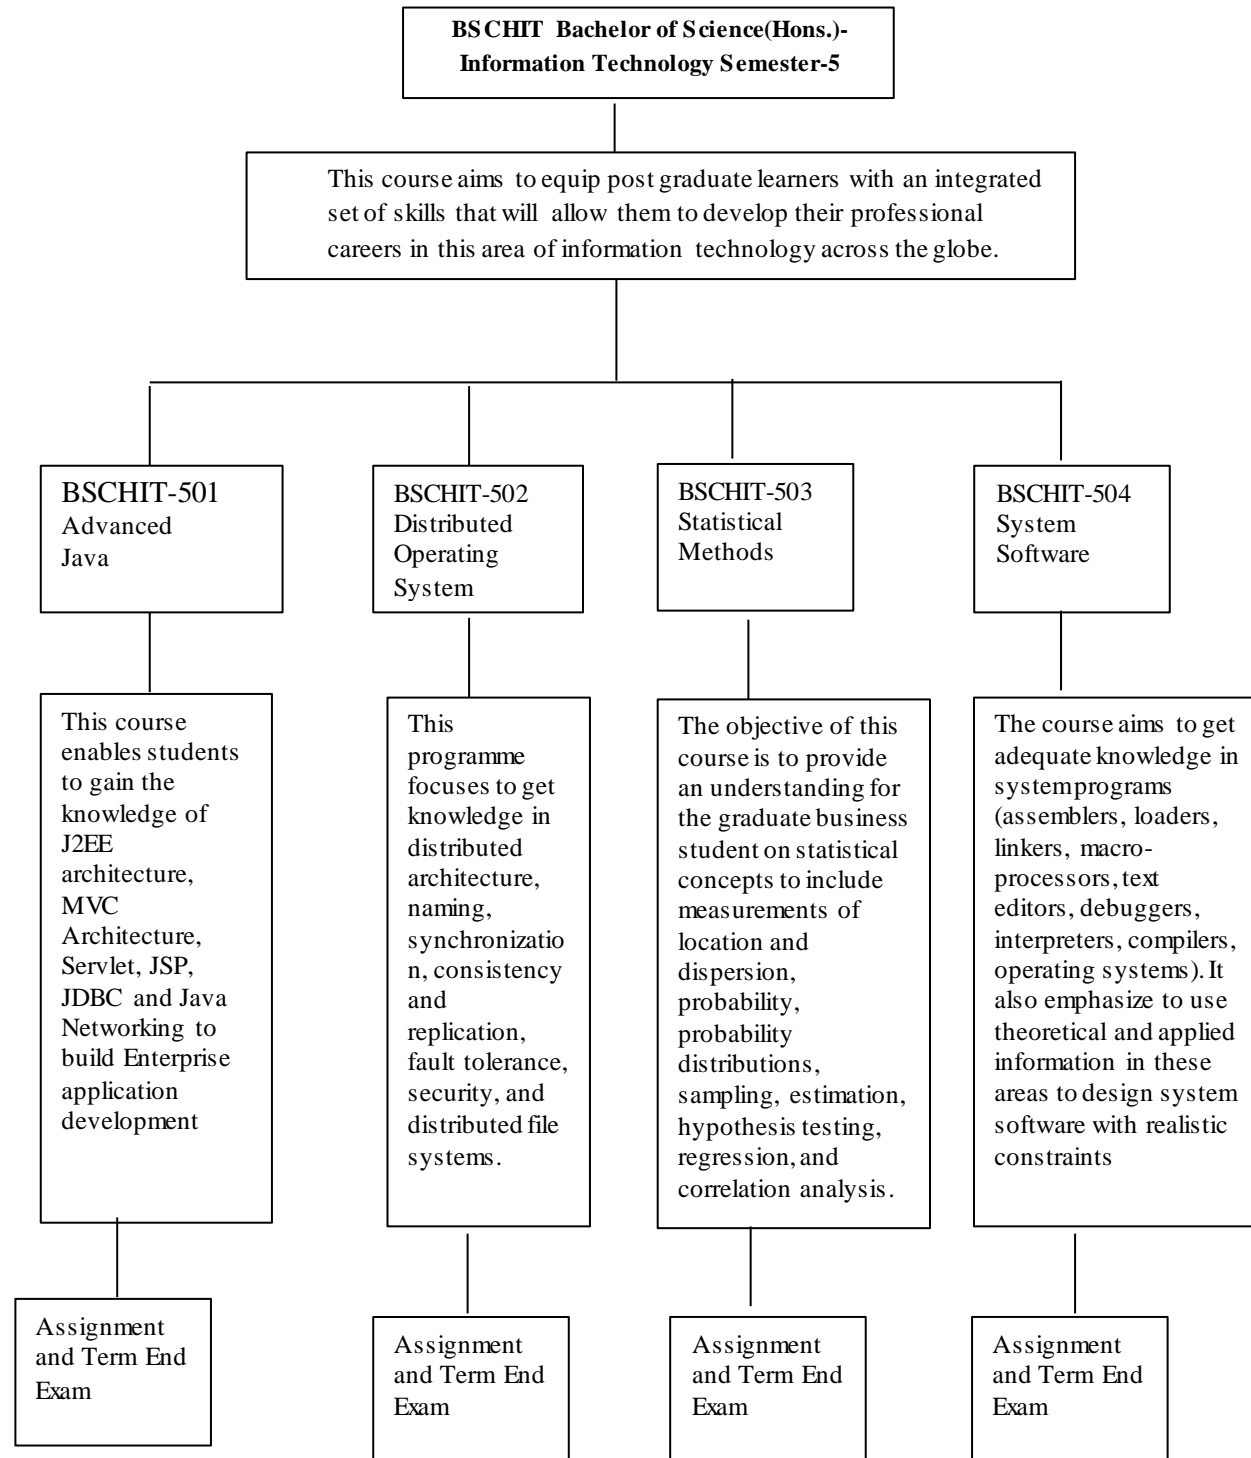 BSCHIT Bachelor of Science(Hons.)-
Information Technology Semester-5
This course aims to equip post graduate learners with an integrated
set of skills that will allow them to develop their professional
careers in this area of information technology across the globe.
BSCHIT-501
Advanced
Java
BSCHIT-502
Distributed
Operating
System
BSCHIT-503
Statistical
Methods
BSCHIT-504
System
Software
This course
enables students
to gain the
knowledge of
J2EE
architecture,
MVC
Architecture,
Servlet, JSP,
JDBC and Java
Networking to
build Enterprise
application
development
This
programme
focuses to get
knowledge in
distributed
architecture,
naming,
synchronizatio
n, consistency
and
replication,
fault tolerance,
security, and
distributed file
systems.
The objective of this
course is to provide
an understanding for
the graduate business
student on statistical
concepts to include
measurements of
location and
dispersion,
probability,
probability
distributions,
sampling, estimation,
hypothesis testing,
regression, and
correlation analysis.
The course aims to get
adequate knowledge in
system programs
(assemblers, loaders,
linkers, macro-
processors, text
editors, debuggers,
interpreters, compilers,
operating systems). It
also emphasize to use
theoretical and applied
information in these
areas to design system
software with realistic
constraints
Assignment
and Term End
Exam
Assignment
and Term End
Exam
Assignment
and Term End
Exam
Assignment
and Term End
Exam